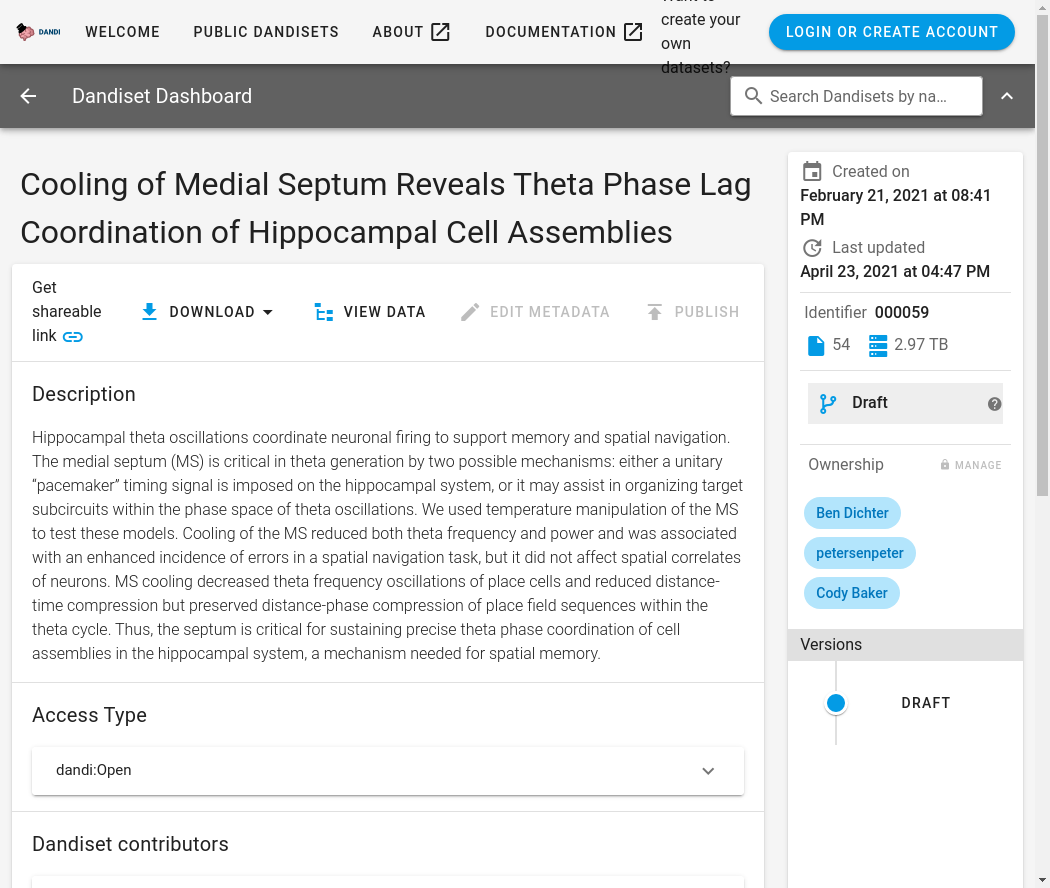 DANDI
WELCOME
PUBLIC DANDISETS
ABOUT
DOCUMENTATION
create your
own
datasets?
LOGIN OR CREATE ACCOUNT
Dandiset Dashboard
Search Dandisets by na...
Cooling of Medial Septum Reveals Theta Phase Lag
Coordination of Hippocampal Cell Assemblies
Get
shareable
link
DOWNLOAD
VIEW DATA
EDIT METADATA
PUBLISH
Description
Hippocampal theta oscillations coordinate neuronal firing to support memory and spatial navigation.
The medial septum (MS) is critical in theta generation by two possible mechanisms: either a unitary
“pacemaker” timing signal is imposed on the hippocampal system, or it may assist in organizing target
subcircuits within the phase space of theta oscillations. We used temperature manipulation of the MS
to test these models. Cooling of the MS reduced both theta frequency and power and was associated
with an enhanced incidence of errors in a spatial navigation task, but it did not affect spatial correlates
of neurons. MS cooling decreased theta frequency oscillations of place cells and reduced distance-
time compression but preserved distance-phase compression of place field sequences within the
theta cycle. Thus, the septum is critical for sustaining precise theta phase coordination of cell
assemblies in the hippocampal system, a mechanism needed for spatial memory.
Access Type
dandi:Open
Dandiset contributors
Created on
February 21, 2021 at 08:41
PM
Last updated
April 23, 2021 at 04:47 PM
Identifier 000059
54 2.97 TB
Draft
Ownership
MANAGE
Ben Dichter
petersenpeter
Cody Baker
Versions
DRAFT